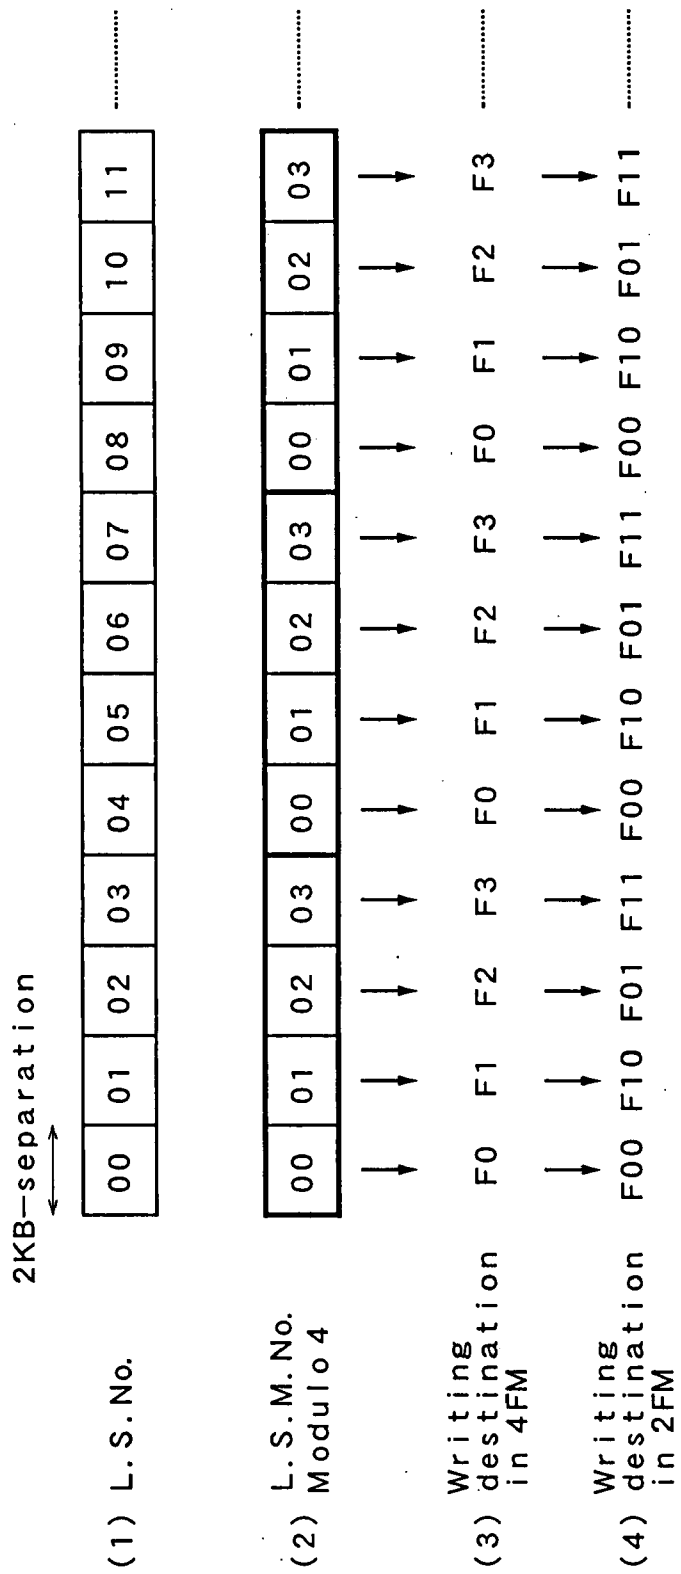 2KB—separation
(1) L.S.No. 00 01 02 03 04 05 06 07 08 09 10 11
(2) L.S.M.No. 00 01 02 03 00 01 02 03 00 01 02 03
Modulo4
(3) Writing
destination F0 F1 F2 F3 F0 F1 F2 F3 F0 F1 F2 F3
in 4FM
(4) Writing
destination F00 F10 F01 F11 F00 F10 F01 F11 F00 F10 F01 F11
in 2FM